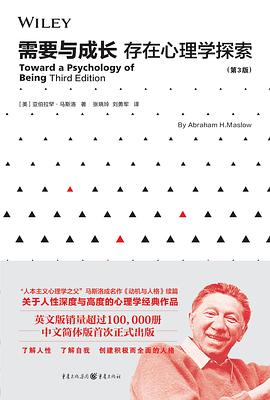 WILEY
需要与成长 存在心理学探索
（第3版）
Toward a Psychology of
Being Third Edition
［美］亚伯拉罕·马斯洛 著 张晓玲 刘勇军 译
By Abraham H.Maslow
“人本主义心理学之父”马斯洛成名作《动机与人格》续篇
关于人性深度与高度的心理学经典作品
英文版销量超过100,000册
中文简体版首次正式出版
了解人性 了解自我 创建积极而全面的人格
重庆出版集团 重庆出版社